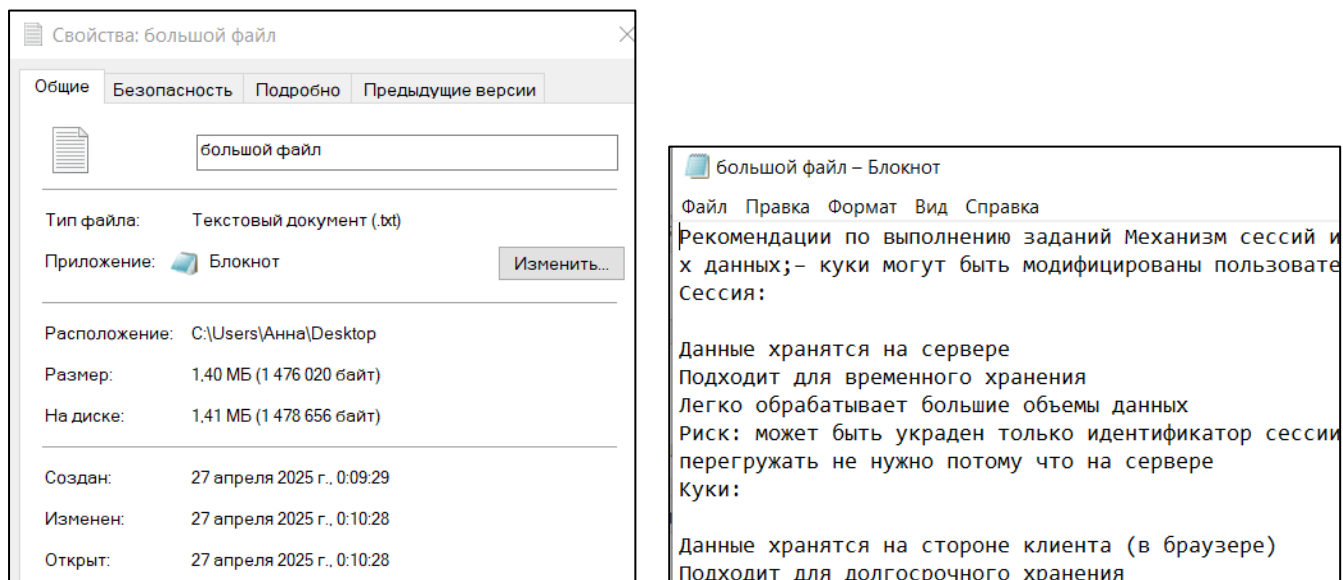 Свойства: большой файл
Общие Безопасность Подробно Предыдущие версии
большой файл
Тип файла: Текстовый документ (.txt)
Приложение: Блокнот Изменить...
Расположение: C:\Users\Анна\Desktop
Размер: 1,40 МБ (1 476 020 байт)
На диске: 1,41 МБ (1 478 656 байт)
Создан: 27 апреля 2025 г., 0:09:29
Изменен: 27 апреля 2025 г., 0:10:28
Открыт: 27 апреля 2025 г., 0:10:28
большой файл – Блокнот
Файл Правка Формат Вид Справка
Рекомендации по выполнению заданий Механизм сессий и
х данных;– куки могут быть модифицированы пользовате
Сессия:
Данные хранятся на сервере
Подходит для временного хранения
Легко обрабатывает большие объемы данных
Риск: может быть украден только идентификатор сессии
перегружать не нужно потому что на сервере
Куки:
Данные хранятся на стороне клиента (в браузере)
Подходит для долгосрочного хранения